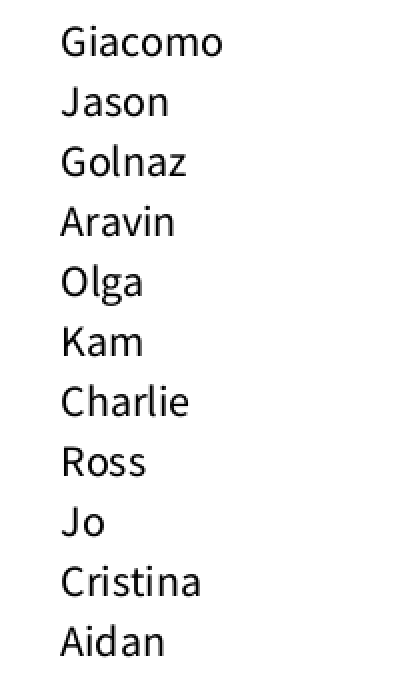 Giacomo
Jason
Golnaz
Aravin
Olga
Kam
Charlie
Ross
Jo
Cristina
Aidan